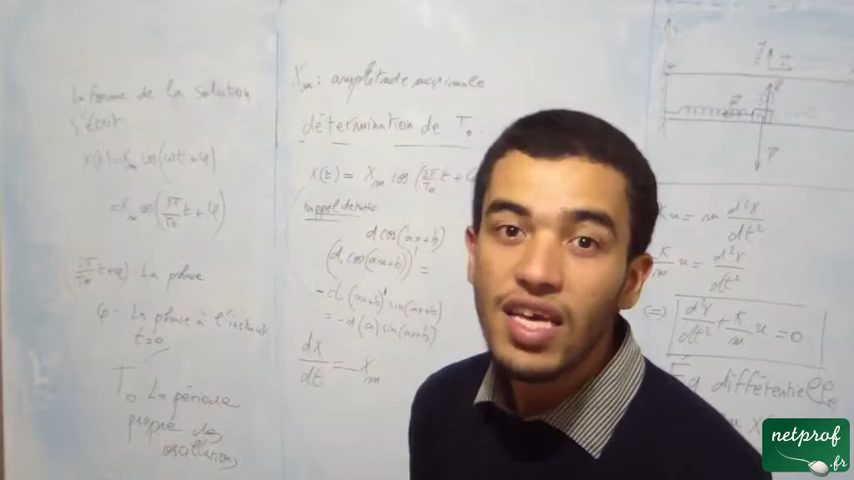 La forme de la solution
s'écrit
x(t) = Xm cos(ωt + φ)
= Xm cos(2π/T₀ t + φ)
(2π/T₀ t + φ) : La phase
φ : La phase à l'instant
t = 0
T₀ La période
propre des
oscillations
Xm : amplitude maximale
détermination de T₀ :
x(t) = Xm cos(2π/T₀ t +
rappel
α cos(ax+b)
(α cos(ax+b))' =
-α (ax+b)' sin(ax+b)
= -α (a) sin(ax+b)
dx/dt = - Xm
= m d²x/dt²
K/m x = d²x/dt²
⇔ d²x/dt² + K/m x = 0
différentielle
netprof
.fr